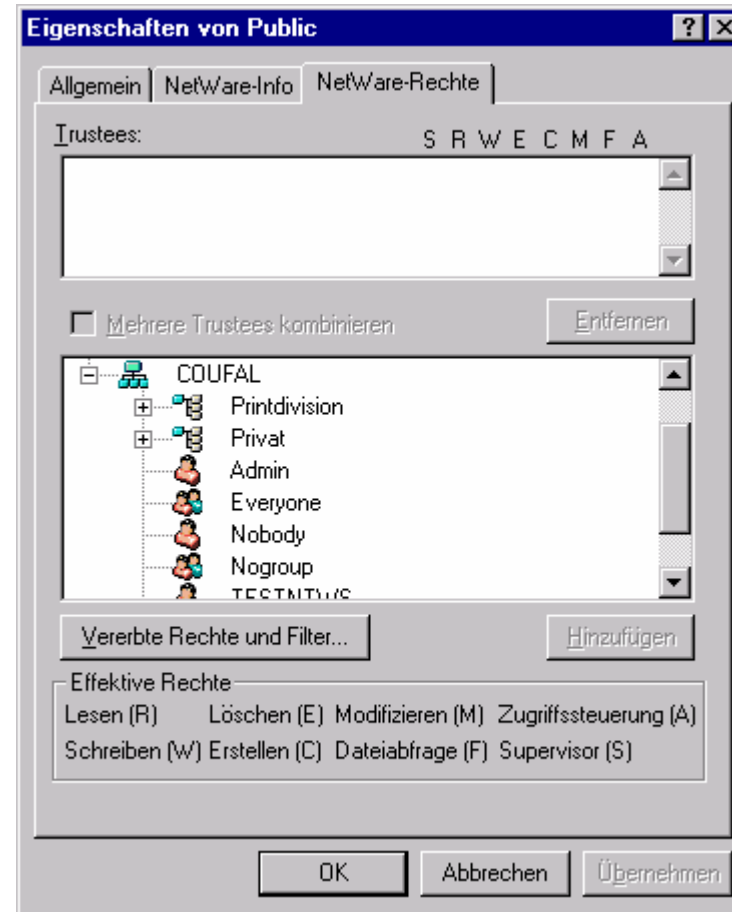 Eigenschaften von Public
Allgemein NetWare-Info NetWare-Rechte
Trustees: S R W E C M F A
Mehrere Trustees kombinieren Entfernen
COUFAL
Printdivision
Privat
Admin
Everyone
Nobody
Nogroup
TESTNTWS
Vererbte Rechte und Filter... Hinzufügen
Effektive Rechte
Lesen (R) Löschen (E) Modifizieren (M) Zugriffssteuerung (A)
Schreiben (W) Erstellen (C) Dateiabfrage (F) Supervisor (S)
OK Abbrechen Übernehmen